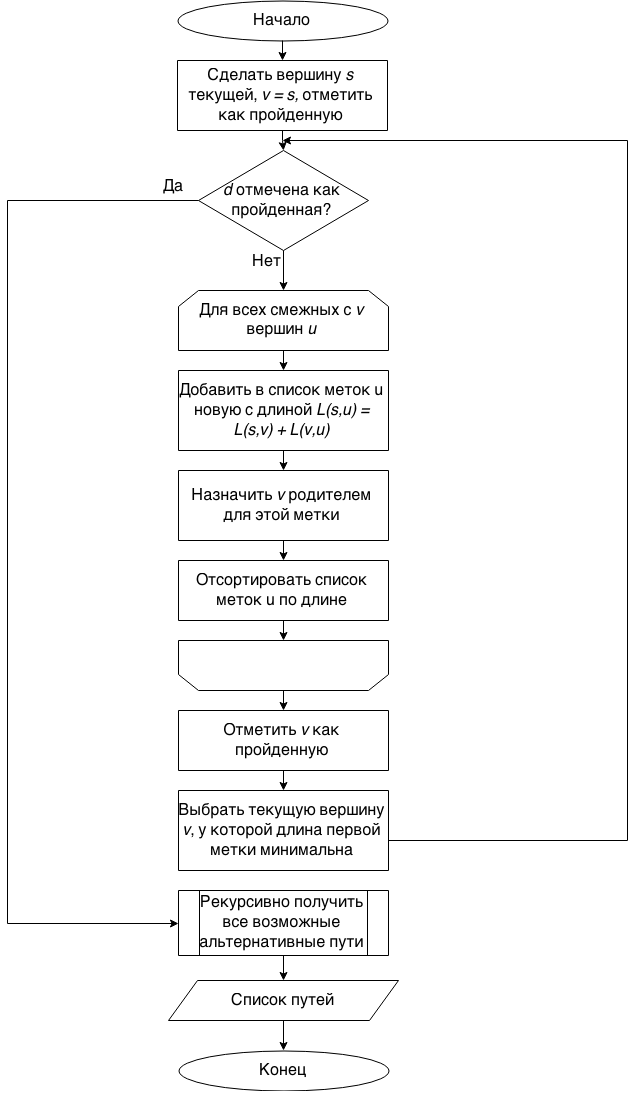 Начало
Сделать вершину s
текущей, v = s, отметить
как пройденную
Да
d отмечена как
пройденная?
Нет
Для всех смежных с v
вершин u
Добавить в список меток u
новую с длиной L(s,u) =
L(s,v) + L(v,u)
Назначить v родителем
для этой метки
Отсортировать список
меток u по длине
Отметить v как
пройденную
Выбрать текущую вершину
v, у которой длина первой
метки минимальна
Рекурсивно получить
все возможные
альтернативные пути
Список путей
Конец